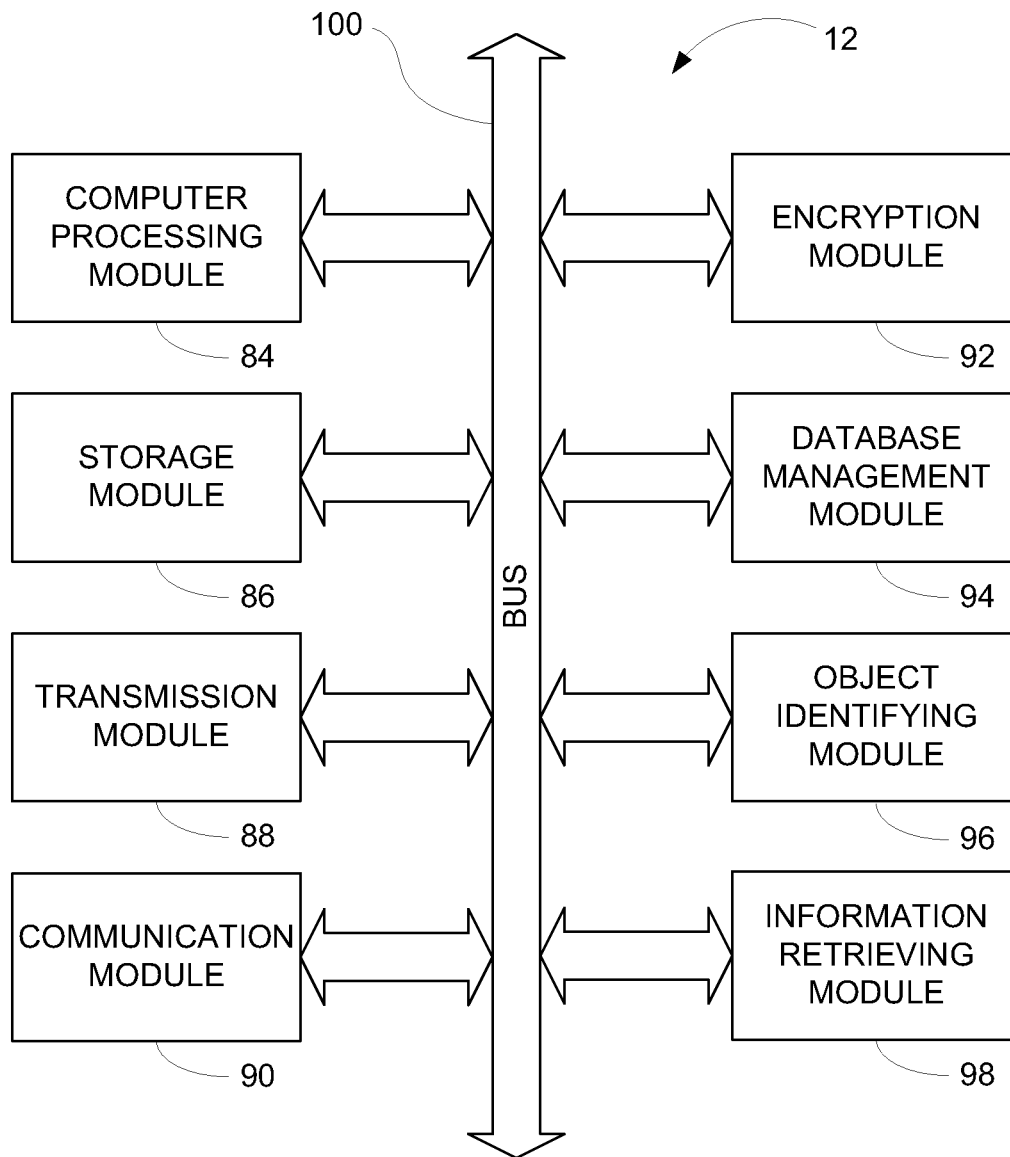 100
12
COMPUTER
PROCESSING
MODULE
84
ENCRYPTION
MODULE
92
STORAGE
MODULE
86
DATABASE
MANAGEMENT
MODULE
94
BUS
TRANSMISSION
MODULE
88
OBJECT
IDENTIFYING
MODULE
96
COMMUNICATION
MODULE
90
INFORMATION
RETRIEVING
MODULE
98